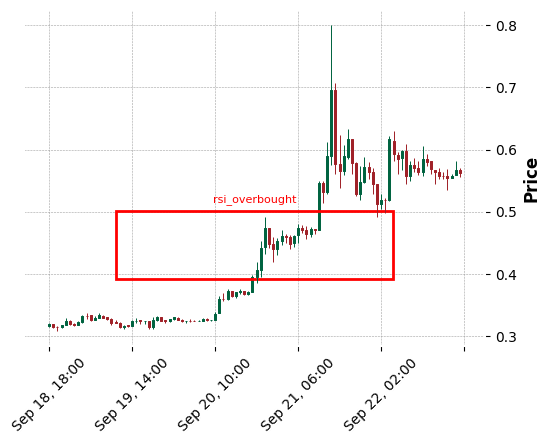 0.8
0.7
0.6
0.5
0.4
0.3
Price
rsi_overbought
Sep 18, 18:00
Sep 19, 14:00
Sep 20, 10:00
Sep 21, 06:00
Sep 22, 02:00